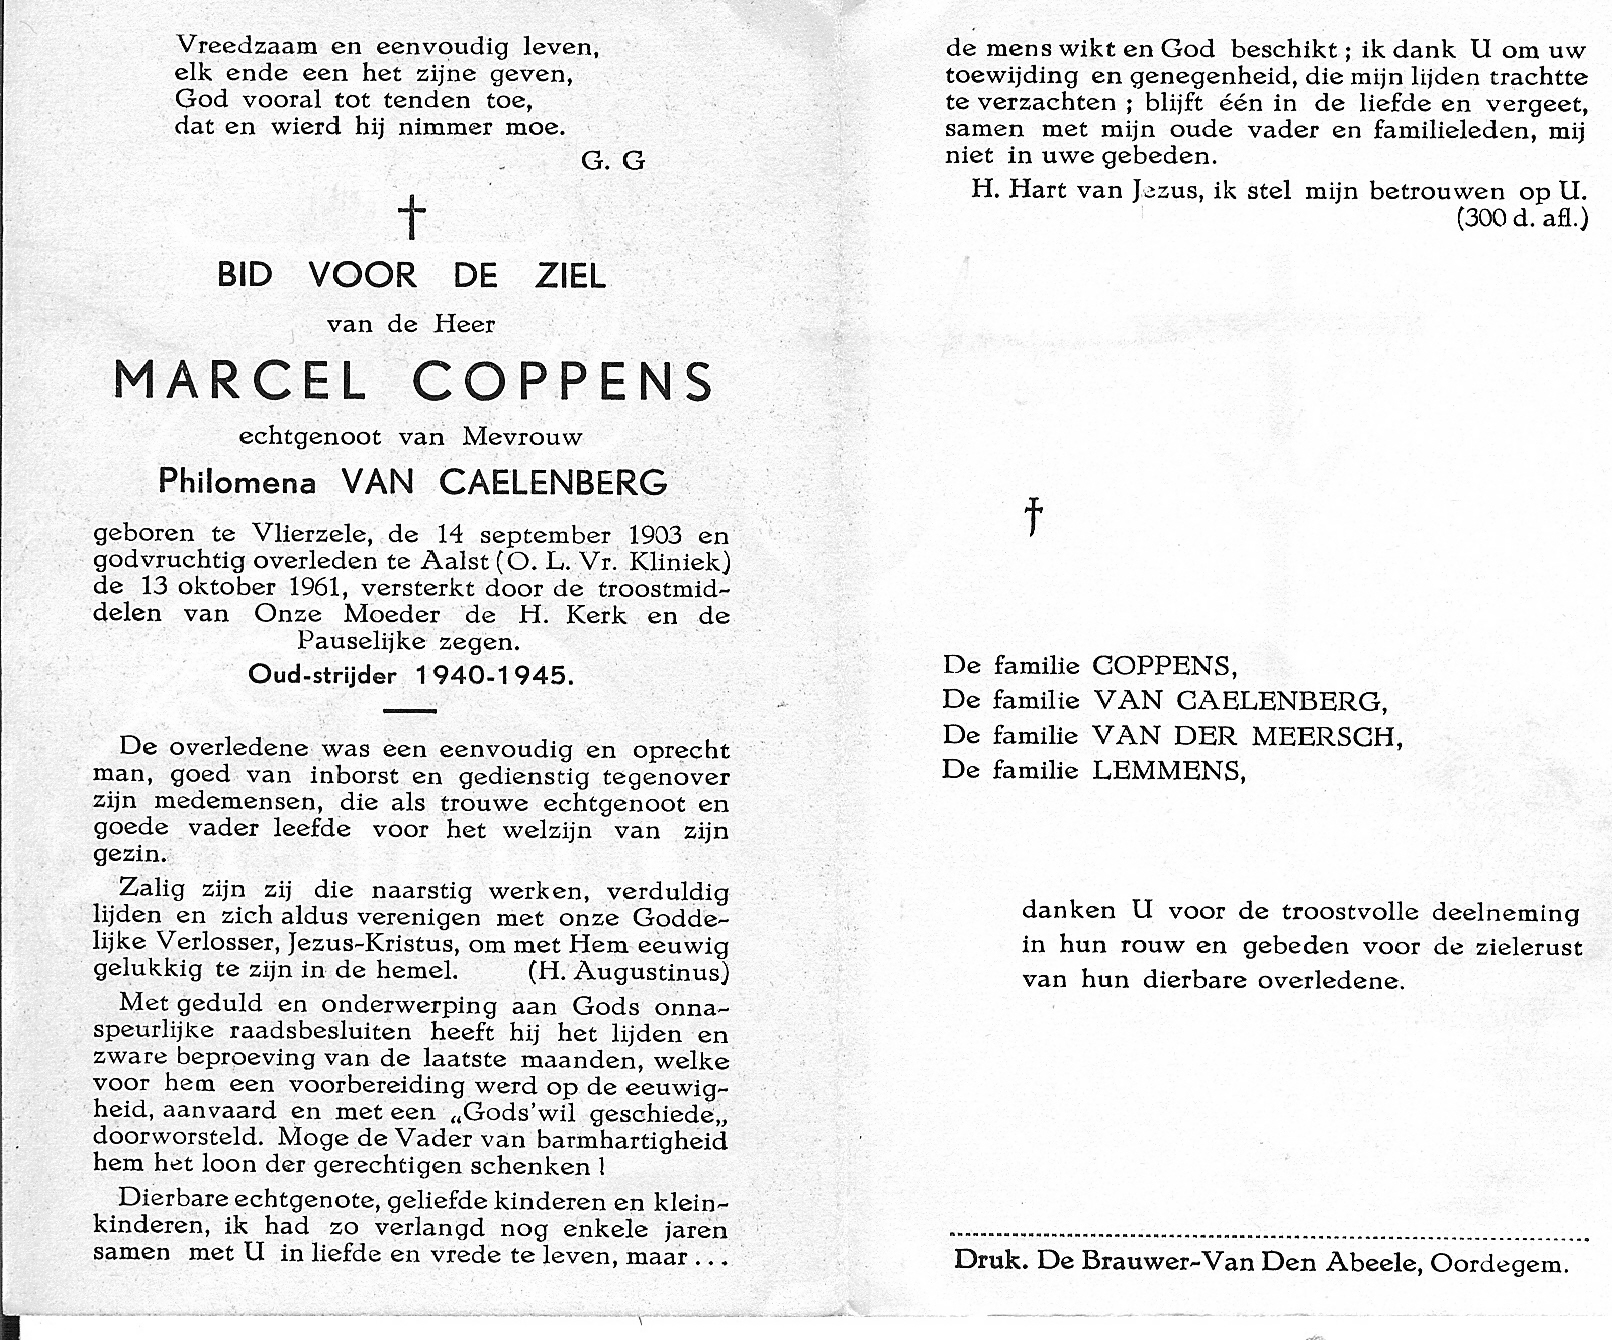 Vreedzaam en eenvoudig leven,
elk ende een het zijne geven,
God vooral tot tenden toe,
dat en wierd hij nimmer moe.
G. G
BID VOOR DE ZIEL
van de Heer
MARCEL COPPENS
echtgenoot van Mevrouw
Philomena VAN CAELENBERG
geboren te Vlierzele, de 14 september 1903 en
godvruchtig overleden te Aalst (O. L. Vr. Kliniek)
de 13 oktober 1961, versterkt door de troostmid-
delen van Onze Moeder de H. Kerk en de
Pauselijke zegen.
Oud-strijder 1940-1945.
De overledene was een eenvoudig en oprecht
man, goed van inborst en gedienstig tegenover
zijn medemensen, die als trouwe echtgenoot en
goede vader leefde voor het welzijn van zijn
gezin.
Zalig zijn zij die naarstig werken, verduldig
lijden en zich aldus verenigen met onze Godde-
lijke Verlosser, Jezus-Kristus, om met Hem eeuwig
gelukkig te zijn in de hemel. (H. Augustinus)
Met geduld en onderwerping aan Gods onna-
speurlijke raadsbesluiten heeft hij het lijden en
zware beproeving van de laatste maanden, welke
voor hem een voorbereiding werd op de eeuwig-
heid, aanvaard en met een „Gods'wil geschiede„
doorworsteld. Moge de Vader van barmhartigheid
hem het loon der gerechtigen schenken !
Dierbare echtgenote, geliefde kinderen en klein-
kinderen, ik had zo verlangd nog enkele jaren
samen met U in liefde en vrede te leven, maar ...
de mens wikt en God beschikt ; ik dank U om uw
toewijding en genegenheid, die mijn lijden trachtte
te verzachten ; blijft één in de liefde en vergeet,
samen met mijn oude vader en familieleden, mij
niet in uwe gebeden.
H. Hart van Jezus, ik stel mijn betrouwen op U.
(300 d. afl.)
De familie COPPENS,
De familie VAN CAELENBERG,
De familie VAN DER MEERSCH,
De familie LEMMENS,
danken U voor de troostvolle deelneming
in hun rouw en gebeden voor de zielerust
van hun dierbare overledene.
Druk. De Brauwer-Van Den Abeele, Oordegem.